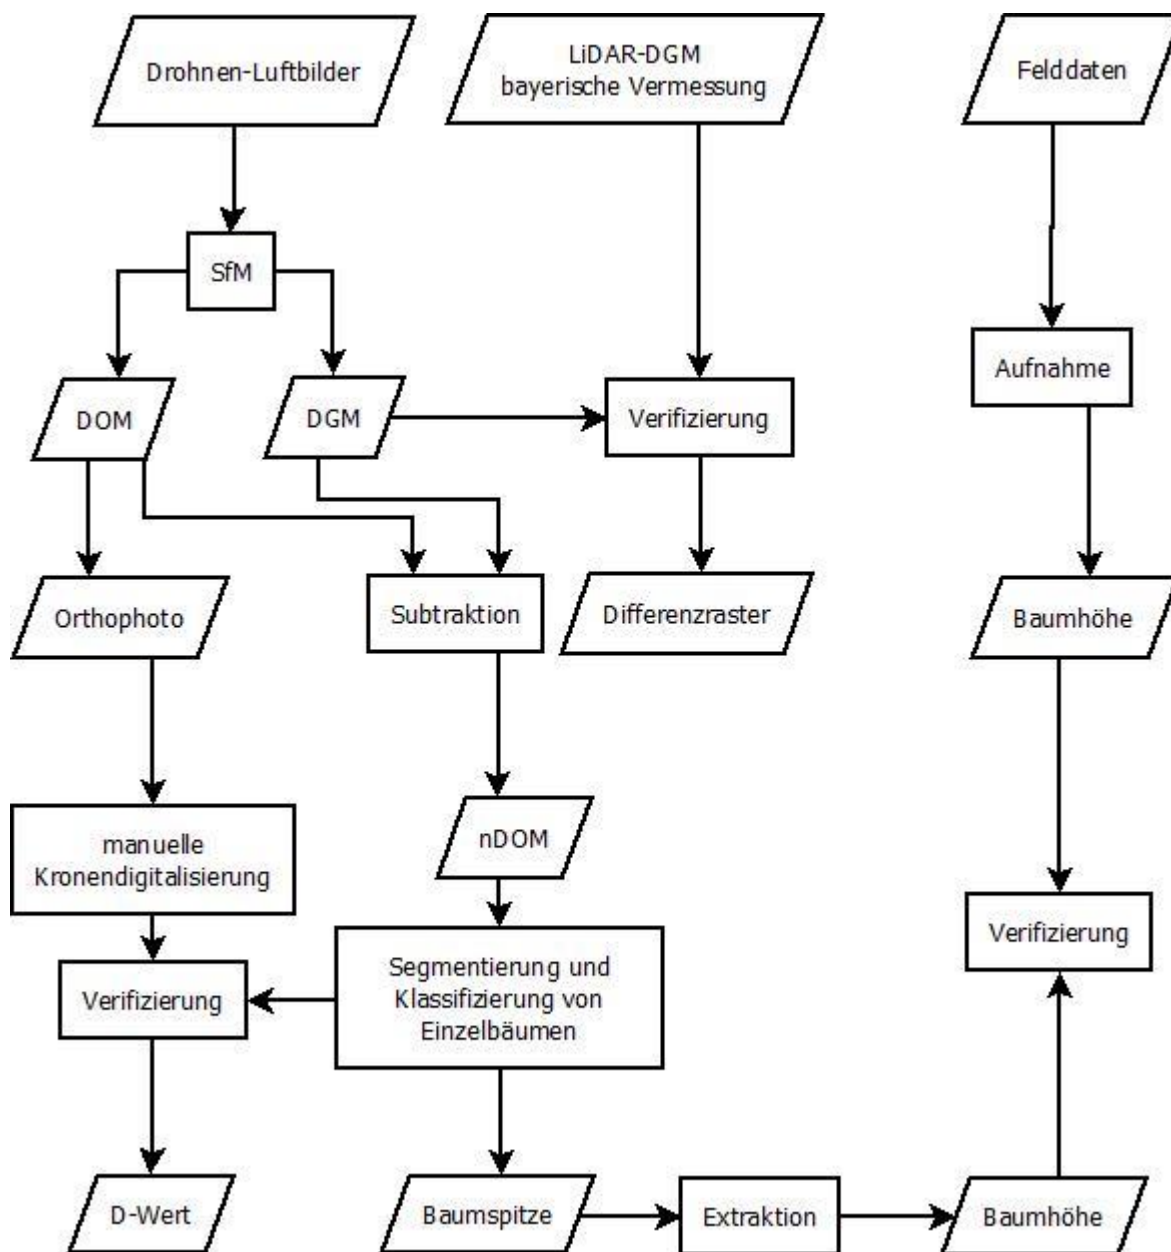 Drohnen-Luftbilder
LiDAR-DGM
bayerische Vermessung
Felddaten
SfM
Aufnahme
DOM
DGM
Verifizierung
Orthophoto
Subtraktion
Differenzraster
Baumhöhe
nDOM
manuelle
Kronendigitalisierung
Verifizierung
Segmentierung und
Klassifizierung von
Einzelbäumen
Verifizierung
D-Wert
Baumspitze
Extraktion
Baumhöhe